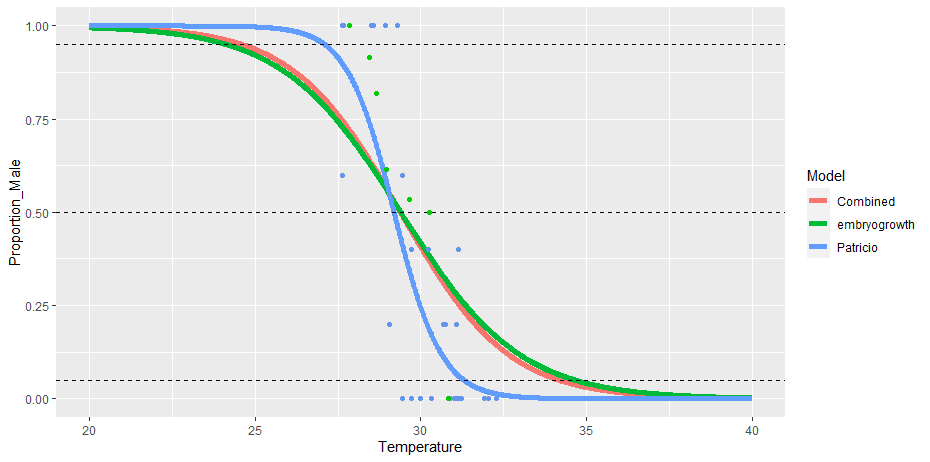 1.00
0.75
0.50
0.25
0.00
Proportion_Male
20
25
30
35
40
Temperature
Model
Combined
embryogrowth
Patricio